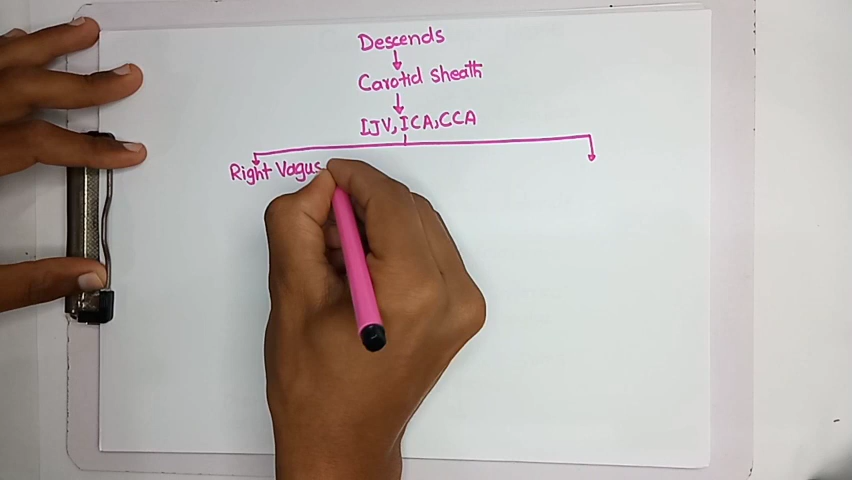 Descends
Carotid Sheath
IJV, ICA, CCA
Right Vagus